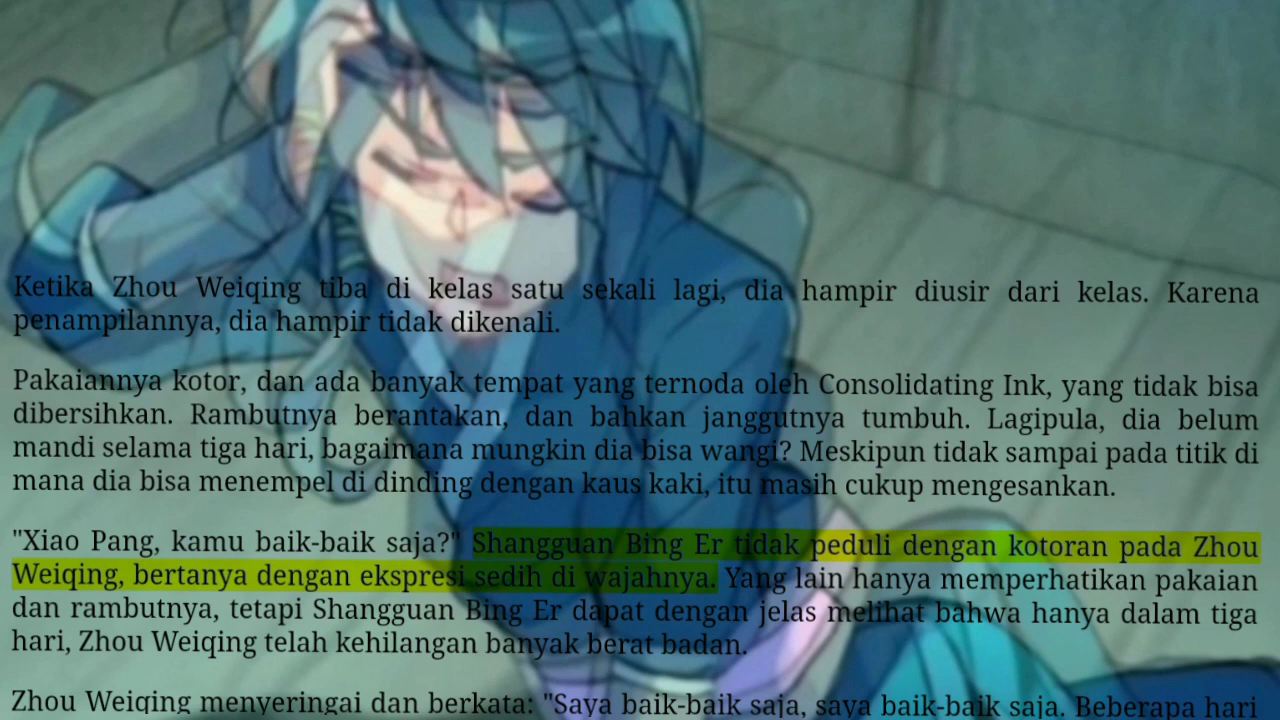 Ketika Zhou Weiqing tiba di kelas satu sekali lagi, dia hampir diusir dari kelas. Karena
penampilannya, dia hampir tidak dikenali.
Pakaiannya kotor, dan ada banyak tempat yang ternoda oleh Consolidating Ink, yang tidak bisa
dibersihkan. Rambutnya berantakan, dan bahkan janggutnya tumbuh. Lagipula, dia belum
mandi selama tiga hari, bagaimana mungkin dia bisa wangi? Meskipun tidak sampai pada titik di
mana dia bisa menempel di dinding dengan kaus kaki, itu masih cukup mengesankan.
"Xiao Pang, kamu baik-baik saja?" Shangguan Bing Er tidak peduli dengan kotoran pada Zhou
Weiqing, bertanya dengan ekspresi sedih di wajahnya. Yang lain hanya memperhatikan pakaian
dan rambutnya, tetapi Shangguan Bing Er dapat dengan jelas melihat bahwa hanya dalam tiga
hari, Zhou Weiqing telah kehilangan banyak berat badan.
Zhou Weiqing menyeringai dan berkata: "Saya baik-baik saja, saya baik-baik saja. Beberapa hari